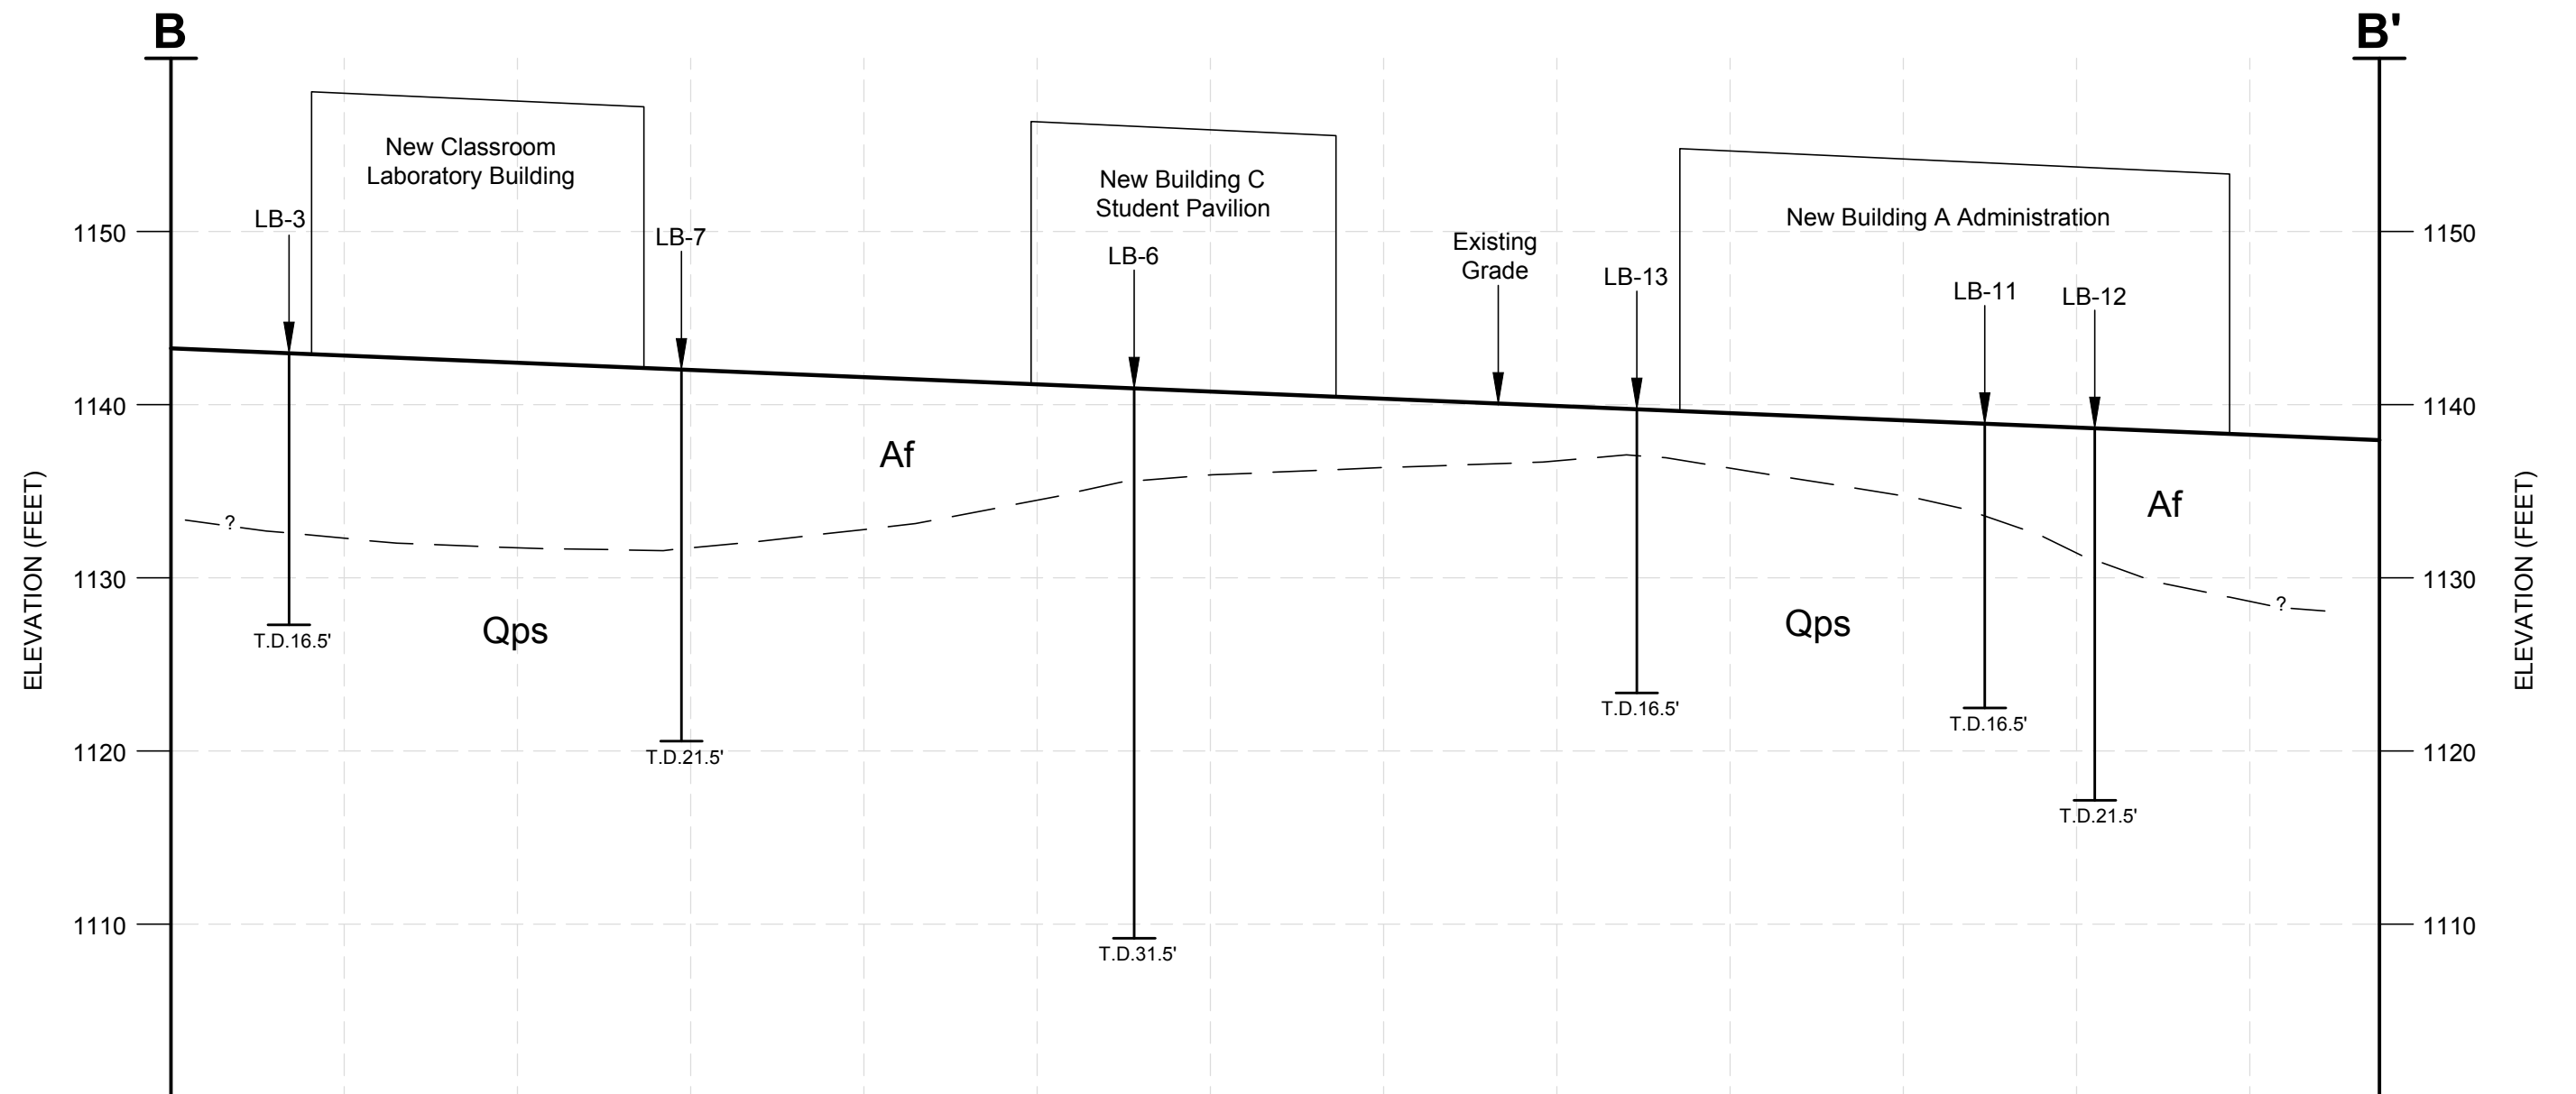 B
B'
New Classroom
Laboratory Building
New Building C
Student Pavilion
New Building A Administration
LB-3
LB-7
LB-6
Existing
Grade
LB-13
LB-11
LB-12
1150
1150
1140
1140
Af
Af
ELEVATION (FEET)
ELEVATION (FEET)
?
1130
1130
?
Qps
Qps
T.D.16.5'
T.D.16.5'
T.D.16.5'
1120
1120
T.D.21.5'
T.D.21.5'
1110
1110
T.D.31.5'